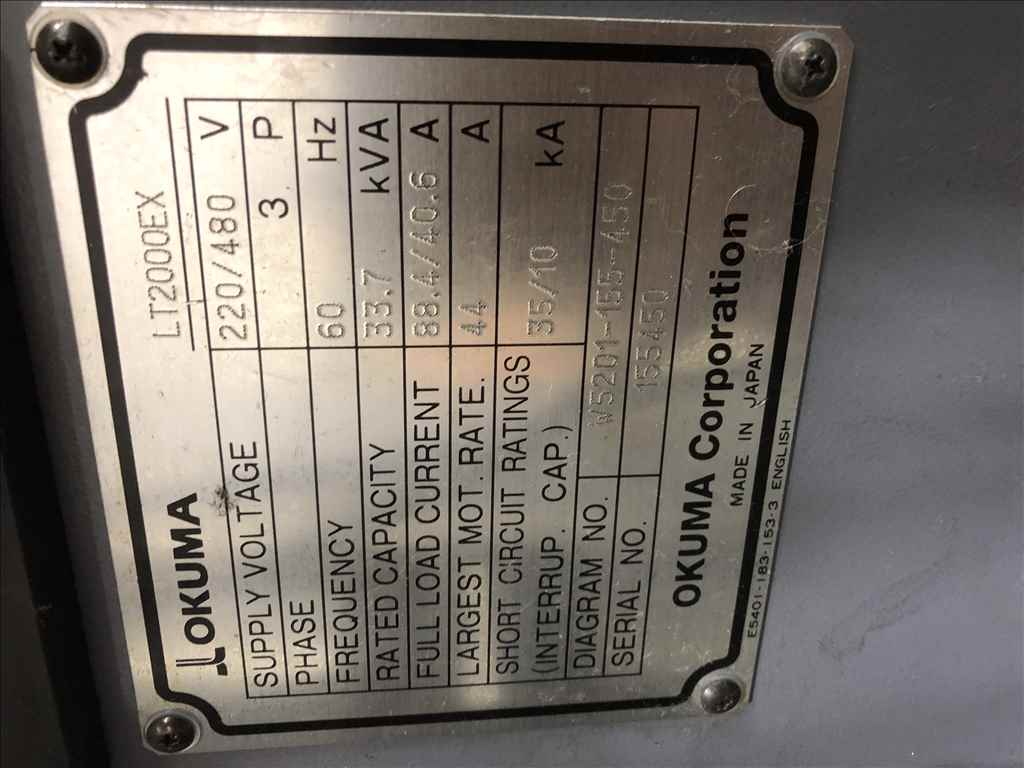 OKUMA LT2000EX
SUPPLY VOLTAGE 220/480 V
PHASE 3 P
FREQUENCY 60 Hz
RATED CAPACITY 33.7 kVA
FULL LOAD CURRENT 88.4/40.6 A
LARGEST MOT. RATE. 44 A
SHORT CIRCUIT RATINGS 35/10 kA
(INTERRUP. CAP.)
DIAGRAM NO. W5201-155-450
SERIAL NO. 155450
OKUMA Corporation
MADE IN JAPAN
E5401-183-153-3 ENGLISH